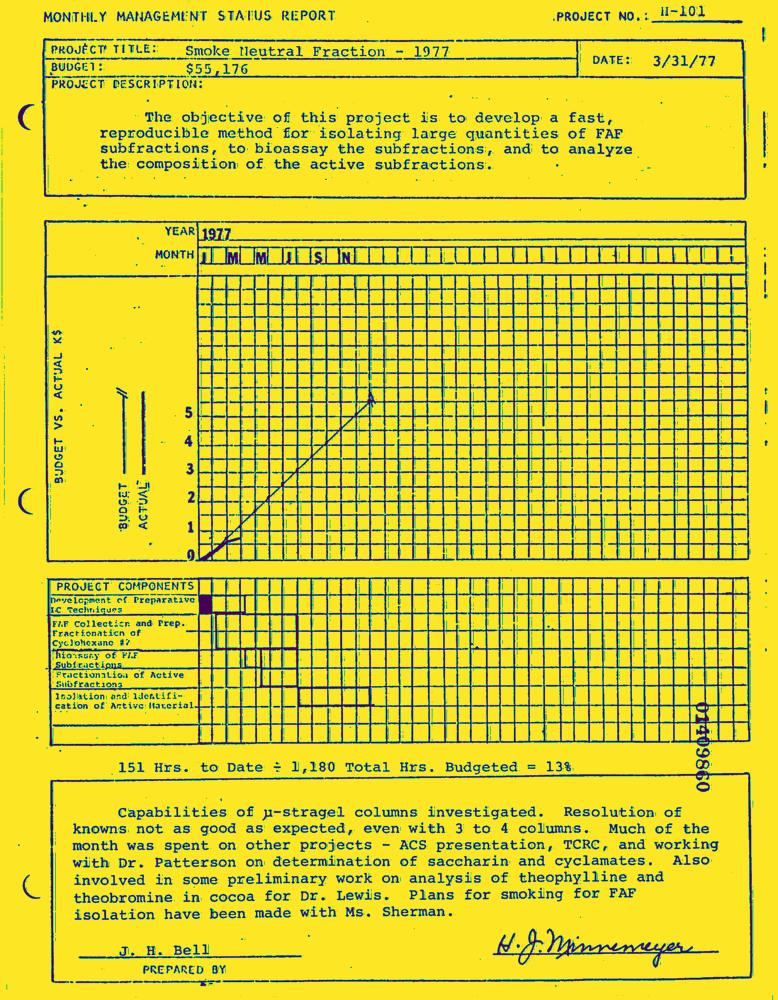 MONTHLY MANAGEMENT STATUS REPORT
PROJECT NO.: H-101
PROJECT TITLE: Smoke Neutral Fraction - 1977
BUDGET: $55,176
DATE: 3/31/77
PROJECT DESCRIPTION:
The objective of this project is to develop a fast,
reproducible method for isolating large quantities of FAF
subfractions, to bioassay the subfractions, and to analyze
the composition of the active subfractions.
YEAR 1977
MONTH J M M J S N
BUDGET VS. ACTUAL K$
BUDGET
ACTUAL
5
4
3
2
1
0
PROJECT COMPONENTS
Development of Preparative
LC Techniques
FAF Collection and Prep.
Fractionation of
Cyclohexane #2
Bioassay of FAF
Subfractions
Fractionation of Active
Subfractions
Isolation and Identifi-
cation of Active Material
01409860
151 Hrs. to Date ÷ 1,180 Total Hrs. Budgeted = 13%
Capabilities of μ-stragel columns investigated. Resolution of
knowns not as good as expected, even with 3 to 4 columns. Much of the
month was spent on other projects - ACS presentation, TCRC, and working
with Dr. Patterson on determination of saccharin and cyclamates. Also
involved in some preliminary work on analysis of theophylline and
theobromine in cocoa for Dr. Lewis. Plans for smoking for FAF
isolation have been made with Ms. Sherman.
J. H. Bell
H. J. Minnemeyer
PREPARED BY